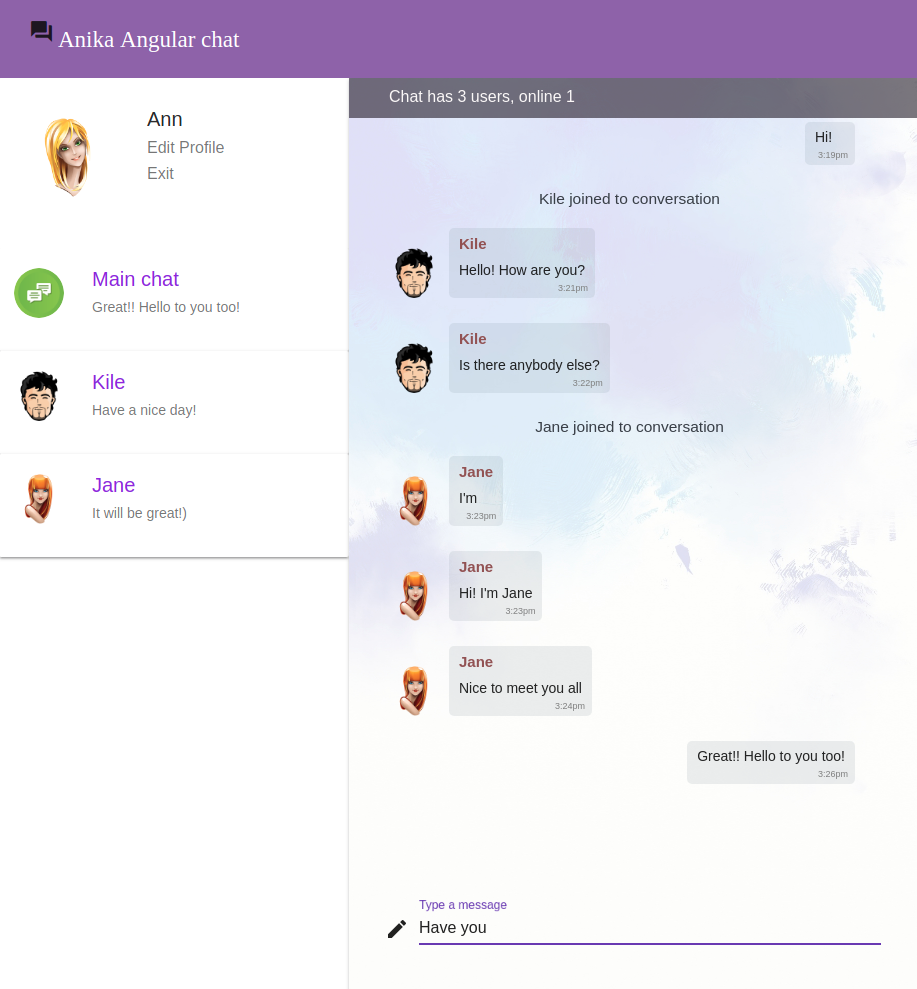 Anika Angular chat
Ann
Edit Profile
Exit
Main chat
Great!! Hello to you too!
Kile
Have a nice day!
Jane
It will be great!)
Chat has 3 users, online 1
Hi!
3:19pm
Kile joined to conversation
Kile
Hello! How are you?
3:21pm
Kile
Is there anybody else?
3:22pm
Jane joined to conversation
Jane
I'm
3:23pm
Jane
Hi! I'm Jane
3:23pm
Jane
Nice to meet you all
3:24pm
Great!! Hello to you too!
3:26pm
Type a message
Have you